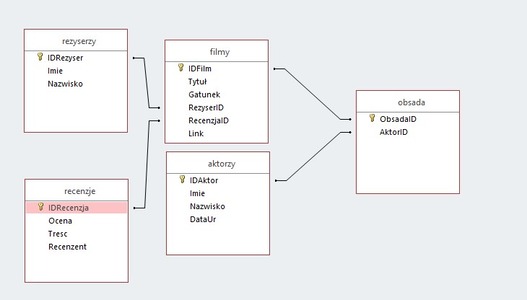 rezyserzy
IDRezyser
Imie
Nazwisko
filmy
IDFilm
Tytuł
Gatunek
RezyserID
RecenzjaID
Link
obsada
ObsadaID
AktorID
aktorzy
IDAktor
Imie
Nazwisko
DataUr
recenzje
IDRecenzja
Ocena
Tresc
Recenzent